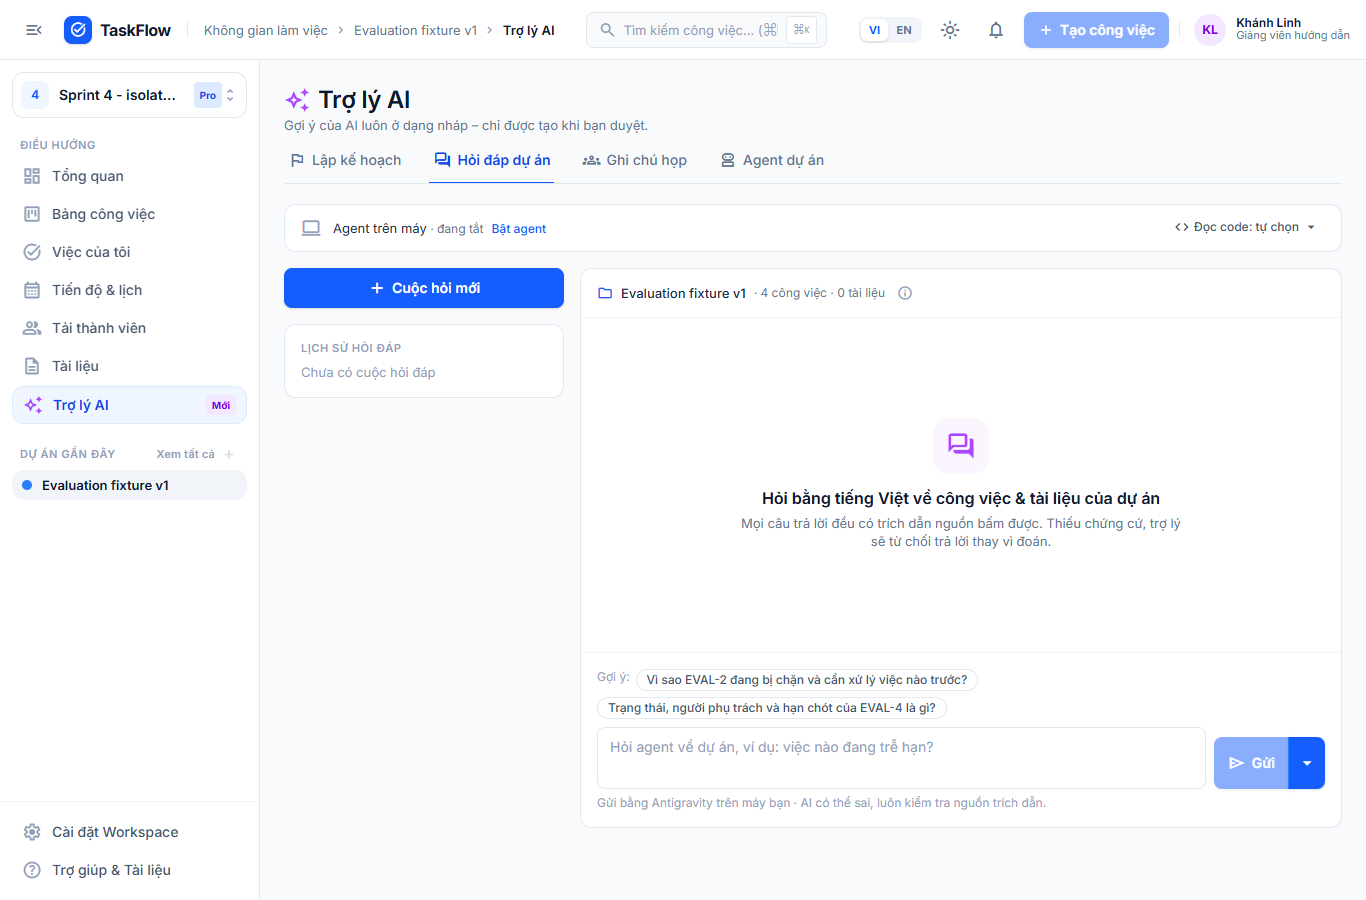 TaskFlow
Không gian làm việc › Evaluation fixture v1 › Trợ lý AI
Tìm kiếm công việc... (⌘
⌘K
VI EN
+ Tạo công việc
KL
Khánh Linh
Giảng viên hướng dẫn
4 Sprint 4 - isolat... Pro
ĐIỀU HƯỚNG
Tổng quan
Bảng công việc
Việc của tôi
Tiến độ & lịch
Tải thành viên
Tài liệu
Trợ lý AI Mới
DỰ ÁN GẦN ĐÂY Xem tất cả +
Evaluation fixture v1
Cài đặt Workspace
Trợ giúp & Tài liệu
Trợ lý AI
Gợi ý của AI luôn ở dạng nháp – chỉ được tạo khi bạn duyệt.
Lập kế hoạch
Hỏi đáp dự án
Ghi chú họp
Agent dự án
Agent trên máy · đang tắt Bật agent
Đọc code: tự chọn
+ Cuộc hỏi mới
LỊCH SỬ HỎI ĐÁP
Chưa có cuộc hỏi đáp
Evaluation fixture v1 · 4 công việc · 0 tài liệu
Hỏi bằng tiếng Việt về công việc & tài liệu của dự án
Mọi câu trả lời đều có trích dẫn nguồn bấm được. Thiếu chứng cứ, trợ lý
sẽ từ chối trả lời thay vì đoán.
Gợi ý: Vì sao EVAL-2 đang bị chặn và cần xử lý việc nào trước?
Trạng thái, người phụ trách và hạn chót của EVAL-4 là gì?
Hỏi agent về dự án, ví dụ: việc nào đang trễ hạn?
Gửi
Gửi bằng Antigravity trên máy bạn · AI có thể sai, luôn kiểm tra nguồn trích dẫn.